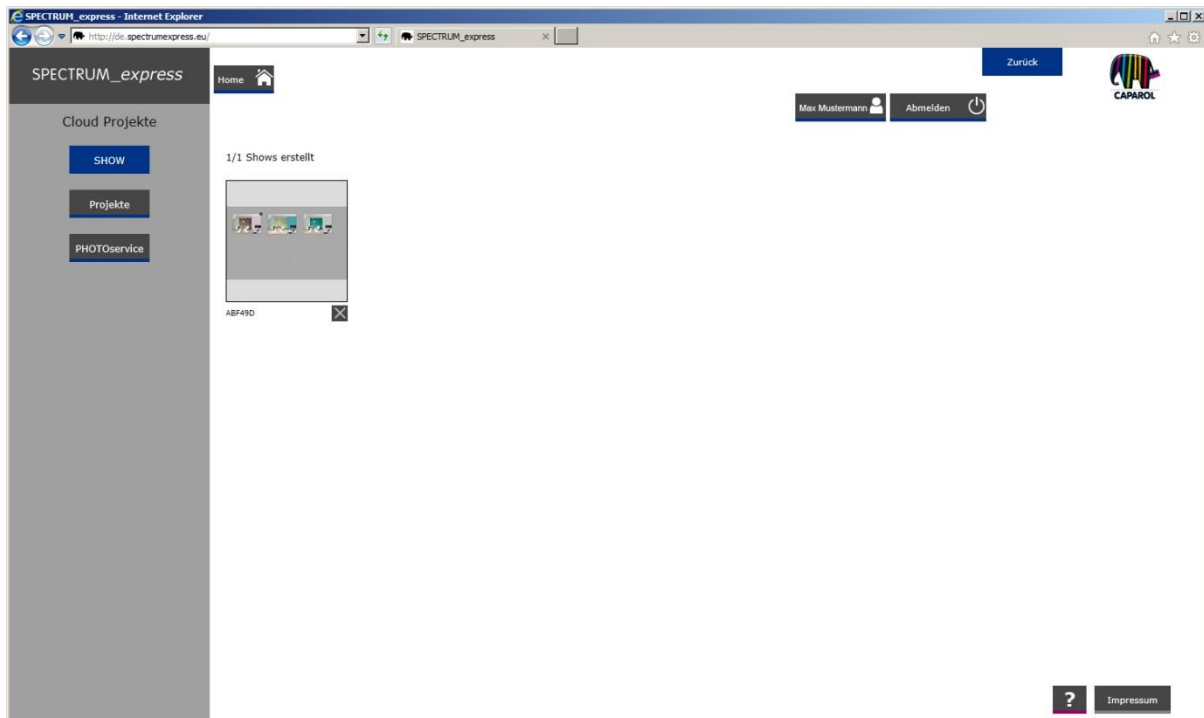 SPECTRUM_express - Internet Explorer
http://de.spectrumexpress.eu/
SPECTRUM_express
SPECTRUM_express
Home
Zurück
CAPAROL
Max Mustermann
Abmelden
Cloud Projekte
SHOW
Projekte
PHOTOservice
1/1 Shows erstellt
ABF49D
?
Impressum